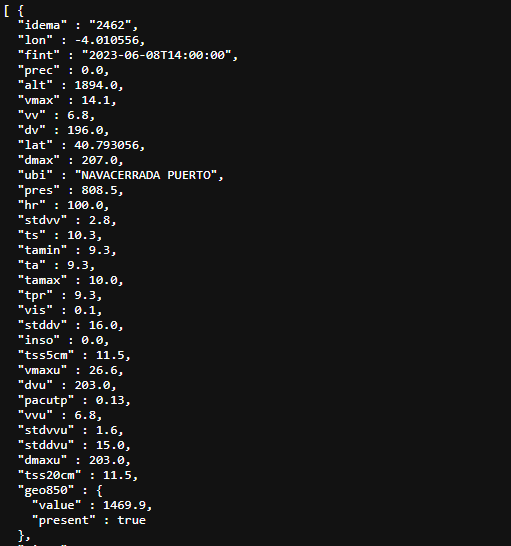 [ {
  "idema" : "2462",
  "lon" : -4.010556,
  "fint" : "2023-06-08T14:00:00",
  "prec" : 0.0,
  "alt" : 1894.0,
  "vmax" : 14.1,
  "vv" : 6.8,
  "dv" : 196.0,
  "lat" : 40.793056,
  "dmax" : 207.0,
  "ubi" : "NAVACERRADA PUERTO",
  "pres" : 808.5,
  "hr" : 100.0,
  "stdvv" : 2.8,
  "ts" : 10.3,
  "tamin" : 9.3,
  "ta" : 9.3,
  "tamax" : 10.0,
  "tpr" : 9.3,
  "vis" : 0.1,
  "stddv" : 16.0,
  "inso" : 0.0,
  "tss5cm" : 11.5,
  "vmaxu" : 26.6,
  "dvu" : 203.0,
  "pacutp" : 0.13,
  "vvu" : 6.8,
  "stdvvu" : 1.6,
  "stddvu" : 15.0,
  "dmaxu" : 203.0,
  "tss20cm" : 11.5,
  "geo850" : {
    "value" : 1469.9,
    "present" : true
  },